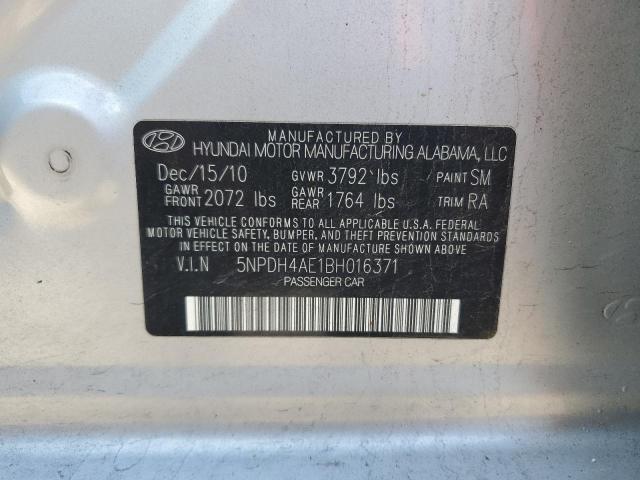 MANUFACTURED BY
HYUNDAI MOTOR MANUFACTURING ALABAMA, LLC
Dec/15/10 GVWR 3792 lbs PAINT SM
GAWR FRONT 2072 lbs GAWR REAR 1764 lbs TRIM RA
THIS VEHICLE CONFORMS TO ALL APPLICABLE U.S.A. FEDERAL
MOTOR VEHICLE SAFETY, BUMPER, AND THEFT PREVENTION STANDARDS
IN EFFECT ON THE DATE OF MANUFACTURE SHOWN ABOVE.
V.I.N 5NPDH4AE1BH016371
PASSENGER CAR